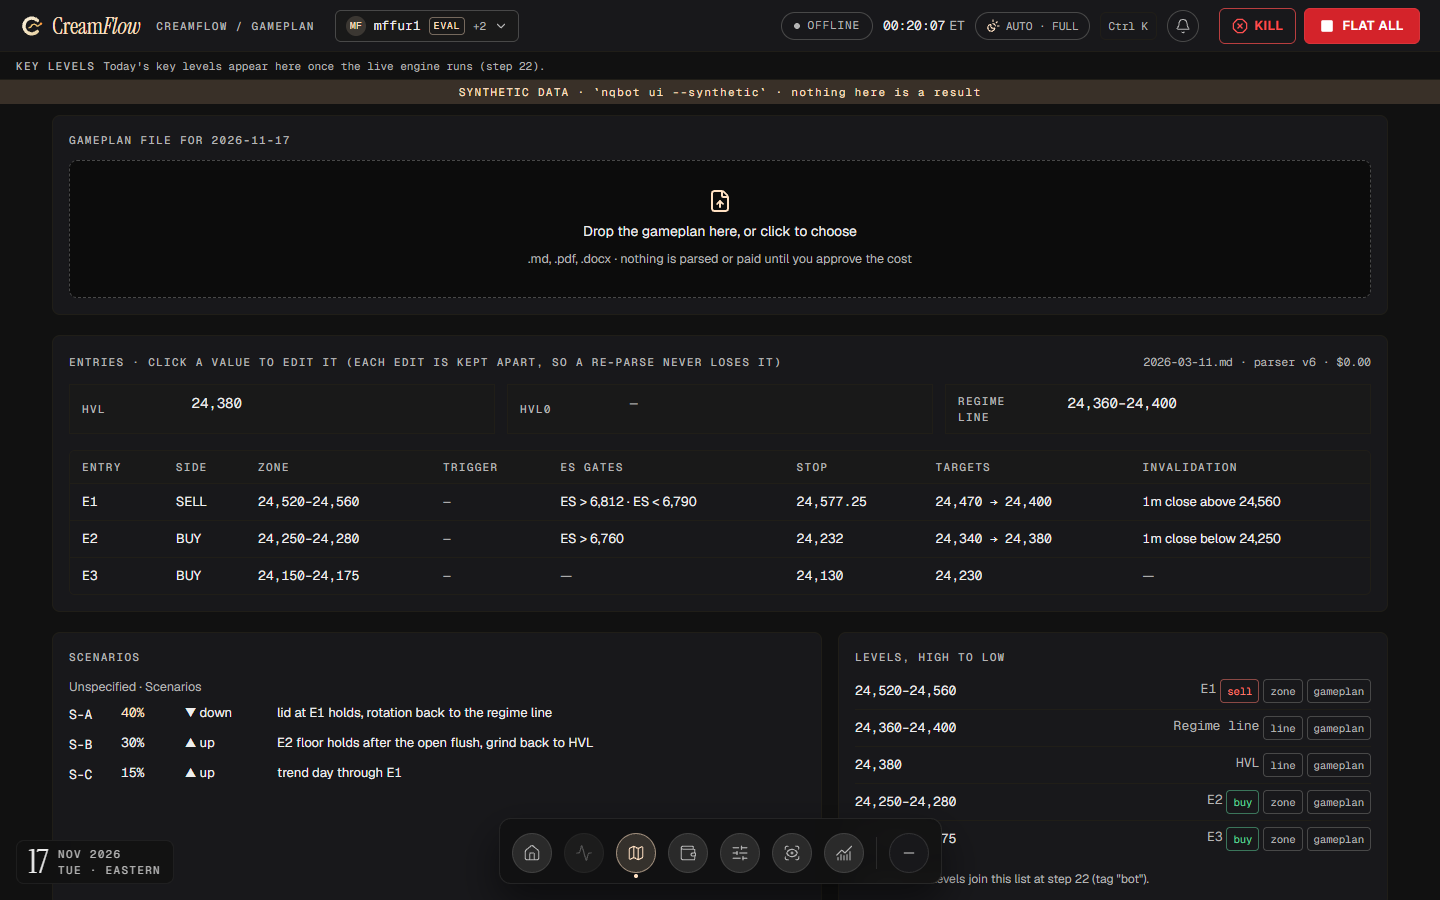 CreamFlow CREAMFLOW / GAMEPLAN MF mffur1 EVAL +2 OFFLINE 00:20:07 ET AUTO · FULL Ctrl K KILL FLAT ALL
KEY LEVELS Today's key levels appear here once the live engine runs (step 22).
SYNTHETIC DATA · `nqbot ui --synthetic` · nothing here is a result
GAMEPLAN FILE FOR 2026-11-17
Drop the gameplan here, or click to choose
.md, .pdf, .docx · nothing is parsed or paid until you approve the cost
ENTRIES · CLICK A VALUE TO EDIT IT (EACH EDIT IS KEPT APART, SO A RE-PARSE NEVER LOSES IT) 2026-03-11.md · parser v6 · $0.00
HVL 24,380 HVL0 — REGIME LINE 24,360–24,400
ENTRY SIDE ZONE TRIGGER ES GATES STOP TARGETS INVALIDATION
E1 SELL 24,520–24,560 — ES > 6,812 · ES < 6,790 24,577.25 24,470 → 24,400 1m close above 24,560
E2 BUY 24,250–24,280 — ES > 6,760 24,232 24,340 → 24,380 1m close below 24,250
E3 BUY 24,150–24,175 — — 24,130 24,230 —
SCENARIOS
Unspecified · Scenarios
S-A 40% ▼ down lid at E1 holds, rotation back to the regime line
S-B 30% ▲ up E2 floor holds after the open flush, grind back to HVL
S-C 15% ▲ up trend day through E1
LEVELS, HIGH TO LOW
24,520–24,560 E1 sell zone gameplan
24,360–24,400 Regime line line gameplan
24,380 HVL line gameplan
24,250–24,280 E2 buy zone gameplan
75 E3 buy zone gameplan
evels join this list at step 22 (tag "bot").
17 NOV 2026
TUE · EASTERN